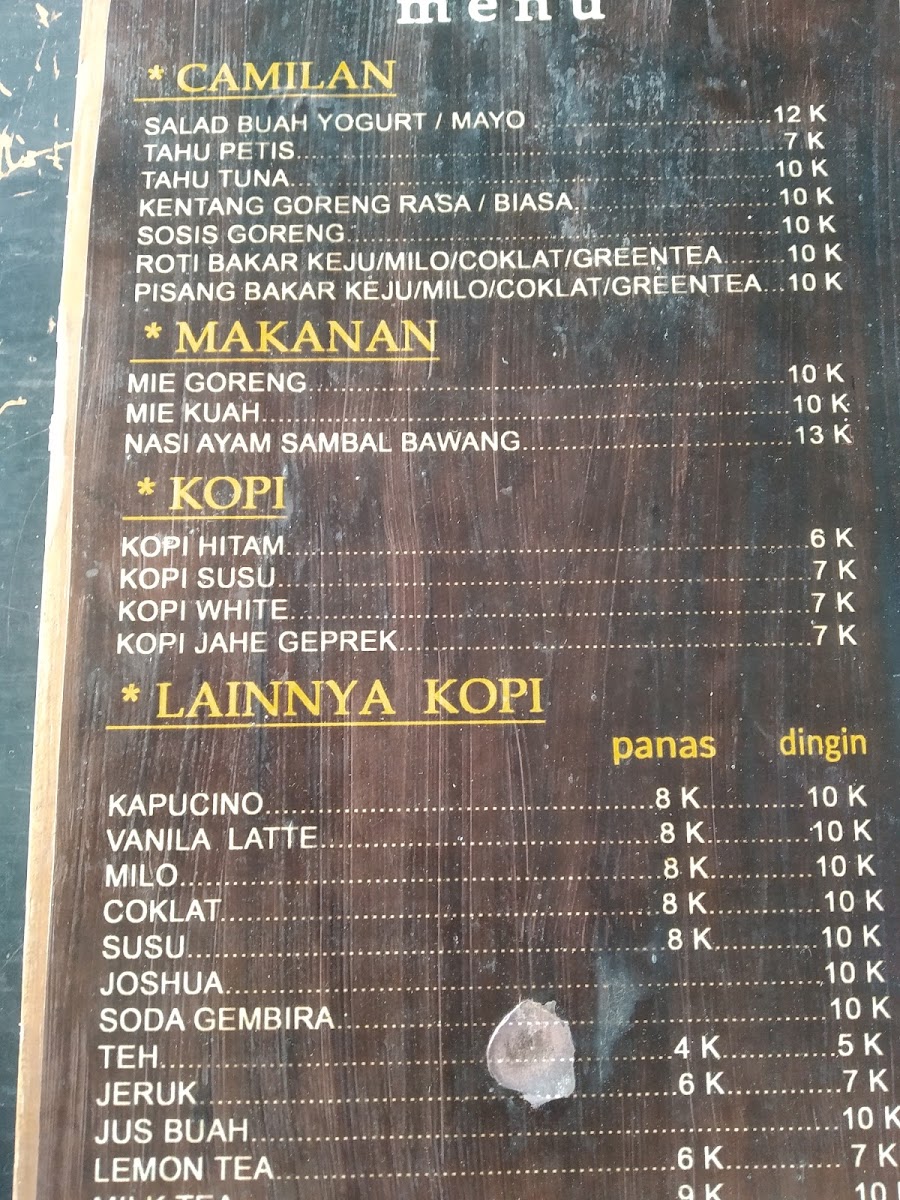 menu
* CAMILAN
SALAD BUAH YOGURT / MAYO ........................ 12 K
TAHU PETIS........................ 7 K
TAHU TUNA........................ 10 K
KENTANG GORENG RASA / BIASA........................ 10 K
SOSIS GORENG........................ 10 K
ROTI BAKAR KEJU/MILO/COKLAT/GREENTEA........ 10 K
PISANG BAKAR KEJU/MILO/COKLAT/GREENTEA...10 K
* MAKANAN
MIE GORENG........................ 10 K
MIE KUAH........................ 10 K
NASI AYAM SAMBAL BAWANG........................ 13 K
* KOPI
KOPI HITAM........................ 6 K
KOPI SUSU........................ 7 K
KOPI WHITE........................ 7 K
KOPI JAHE GEPREK........................ 7 K
* LAINNYA KOPI
panas dingin
KAPUCINO........................ 8 K............ 10 K
VANILA LATTE........................ 8 K............ 10 K
MILO........................ 8 K............ 10 K
COKLAT........................ 8 K............ 10 K
SUSU........................ 8 K............ 10 K
JOSHUA........................ 10 K
SODA GEMBIRA........................ 10 K
TEH........................ 4 K............ 5 K
JERUK ........................ 6 K............ 7 K
JUS BUAH........................ 10 K
LEMON TEA........................ 6 K............ 7 K
MILK TEA........................ 9 K............ 10